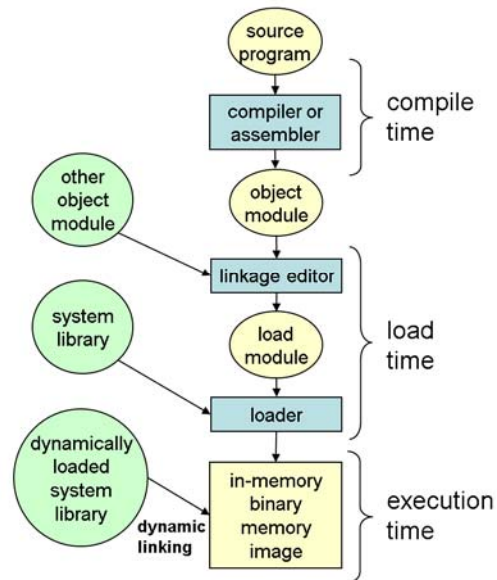 source
program
compiler or
assembler
compile
time
other
object
module
object
module
linkage editor
system
library
load
module
load
time
loader
dynamically
loaded
system
library
dynamic
linking
in-memory
binary
memory
image
execution
time